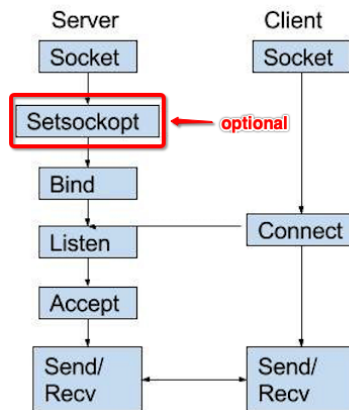 Server
Client
Socket
Socket
Setsockopt
optional
Bind
Listen
Connect
Accept
Send/
Recv
Send/
Recv